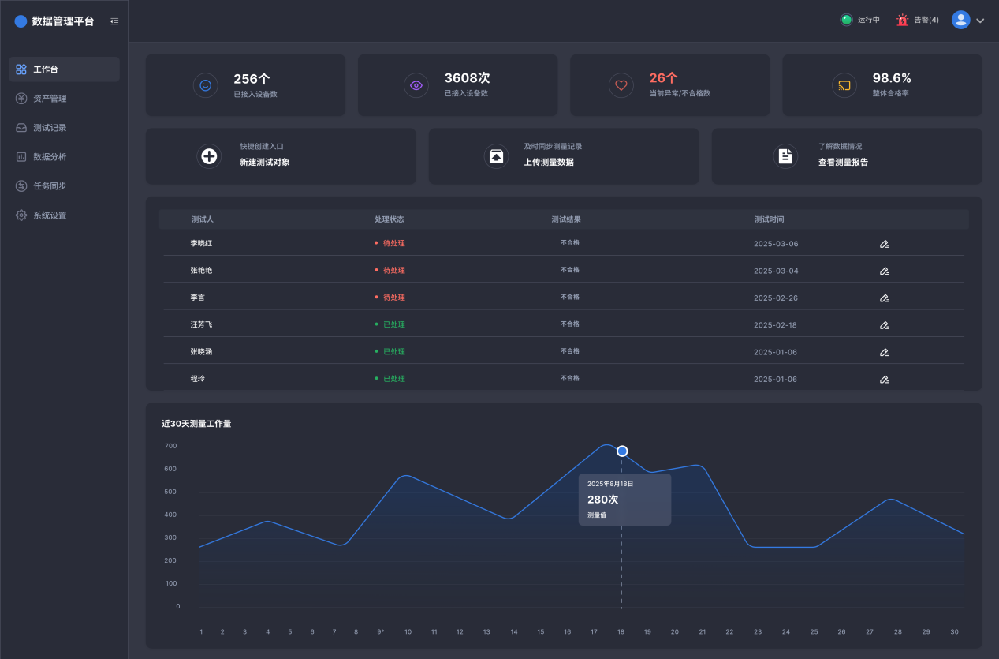 数据管理平台
运行中
告警(4)
工作台
资产管理
测试记录
数据分析
任务同步
系统设置
256个
已接入设备数
3608次
已接入设备数
26个
当前异常/不合格数
98.6%
整体合格率
快捷创建入口
新建测试对象
及时同步测量记录
上传测量数据
了解数据情况
查看测量报告
测试人 处理状态 测试结果 测试时间
李晓红 待处理 不合格 2025-03-06
张艳艳 待处理 不合格 2025-03-04
李言 待处理 不合格 2025-02-26
汪芳飞 已处理 不合格 2025-02-18
张晓涵 已处理 不合格 2025-01-06
程玲 已处理 不合格 2025-01-06
近30天测量工作量
700
600
500
400
300
200
100
0
2025年8月18日
280次
测量值
1 2 3 4 5 6 7 8 9* 10 11 12 13 14 15 16 17 18 19 20 21 22 23 24 25 26 27 28 29 30